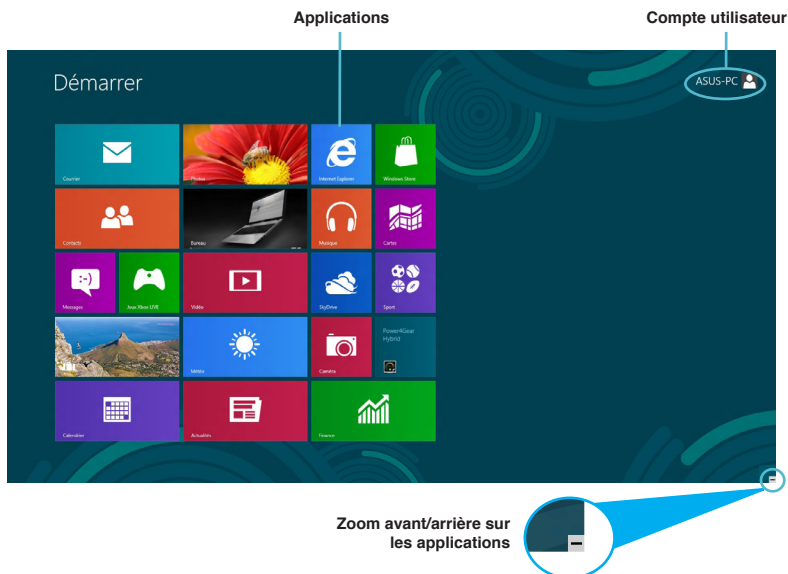 Applications
Compte utilisateur
Démarrer
ASUS-PC
Courrier
Photos
Internet Explorer
Windows Store
Contacts
Bureau
Musique
Cartes
Messages
Jeux Xbox LIVE
Vidéo
SkyDrive
Sport
Météo
Caméra
Power4Gear
Hybrid
Calendrier
Actualités
Finance
Zoom avant/arrière sur
les applications